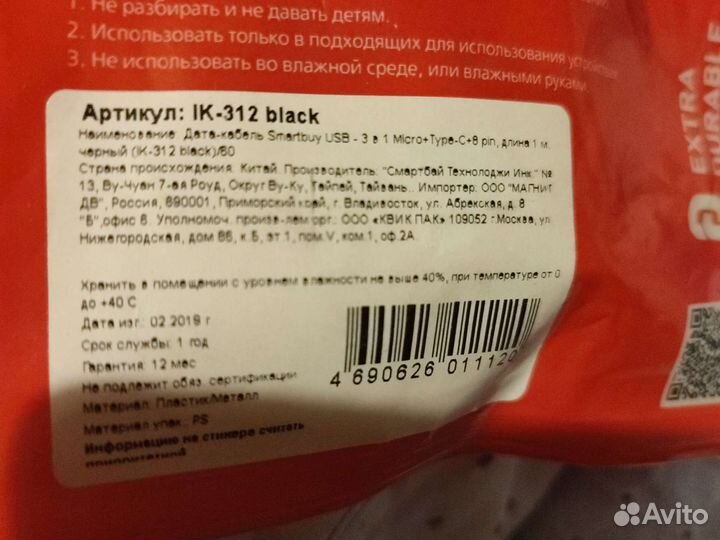 1. Не разбирать и не давать детям.
2. Использовать только в подходящих для использования устройствах
3. Не использовать во влажной среде, или влажными руками
Артикул: IK-312 black
Наименование: Дата-кабель Smartbuy USB - 3 в 1 Micro+Type-C+8 pin, длина 1 м.
черный (IK-312 black)/60
Страна происхождения: Китай. Производитель: "Смартбай Технолоджи Инк." №
13, Ву-Чуан 7-ая Роуд, Округ Ву-Ку, Тайпей, Тайвань.. Импортер: ООО "МАГНИТ
ДВ", Россия, 690001, Приморский край, г. Владивосток, ул. Абрекская, д. 8
"Б",офис 6. Уполномоч. произв-лем орг.: ООО «КВИК ПАК» 109052 г.Москва, ул.
Нижегородская, дом 86, к.Б, эт 1, пом.V, ком.1, оф.2А.
Хранить в помещении с уровнем влажности не выше 40%, при температуре от 0
до +40 С
Дата изг.: 02.2019 г
Срок службы: 1 год
Гарантия: 12 мес
Не подлежит обяз. сертификации
Материал: Пластик/Металл
Материал упак.: PS
Информацию на стикере считать
приоритетной
4 690626 011120
EXTRA
DURABLE
Avito